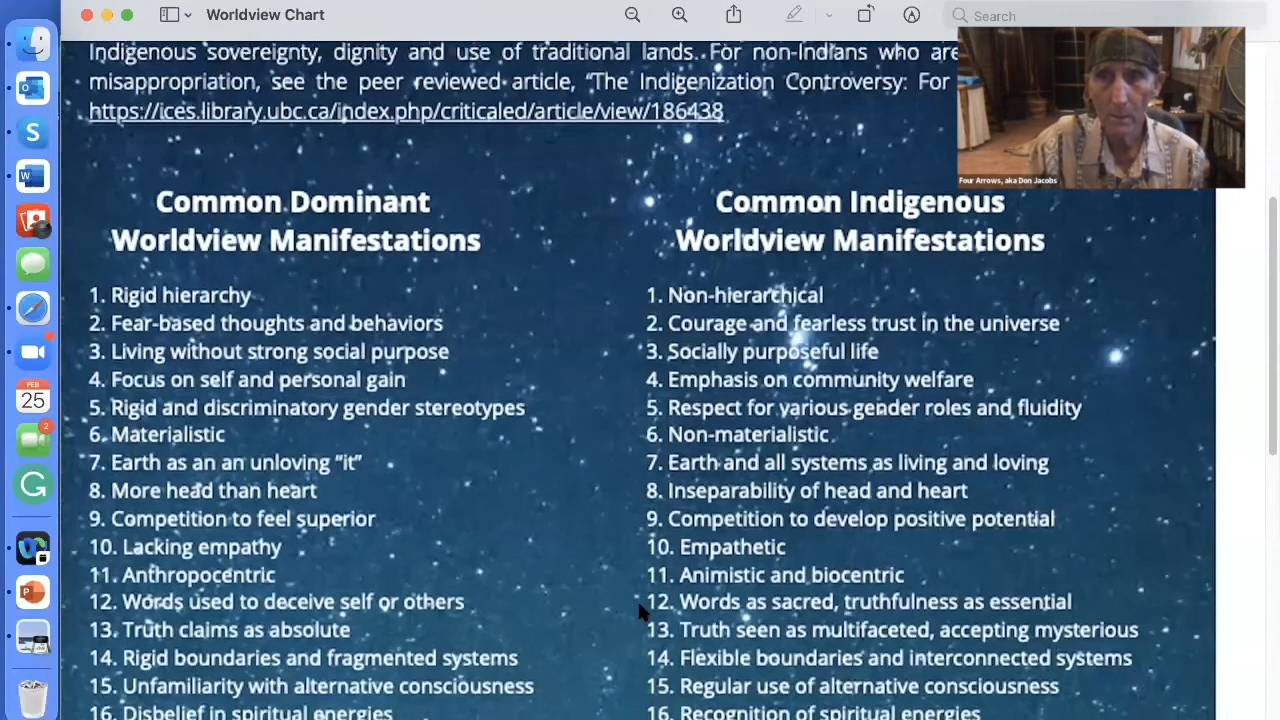 Worldview Chart
Search
Indigenous sovereignty, dignity and use of traditional lands. For non-Indians who are
misappropriation, see the peer reviewed article, “The Indigenization Controversy: For
https://ices.library.ubc.ca/index.php/criticaled/article/view/186438
Four Arrows, aka Don Jacobs
Common Dominant
Worldview Manifestations
1. Rigid hierarchy
2. Fear-based thoughts and behaviors
3. Living without strong social purpose
4. Focus on self and personal gain
5. Rigid and discriminatory gender stereotypes
6. Materialistic
7. Earth as an an unloving “it”
8. More head than heart
9. Competition to feel superior
10. Lacking empathy
11. Anthropocentric
12. Words used to deceive self or others
13. Truth claims as absolute
14. Rigid boundaries and fragmented systems
15. Unfamiliarity with alternative consciousness
16. Disbelief in spiritual energies
Common Indigenous
Worldview Manifestations
1. Non-hierarchical
2. Courage and fearless trust in the universe
3. Socially purposeful life
4. Emphasis on community welfare
5. Respect for various gender roles and fluidity
6. Non-materialistic
7. Earth and all systems as living and loving
8. Inseparability of head and heart
9. Competition to develop positive potential
10. Empathetic
11. Animistic and biocentric
12. Words as sacred, truthfulness as essential
13. Truth seen as multifaceted, accepting mysterious
14. Flexible boundaries and interconnected systems
15. Regular use of alternative consciousness
16. Recognition of spiritual energies
S
W
FEB
25
2
G
P